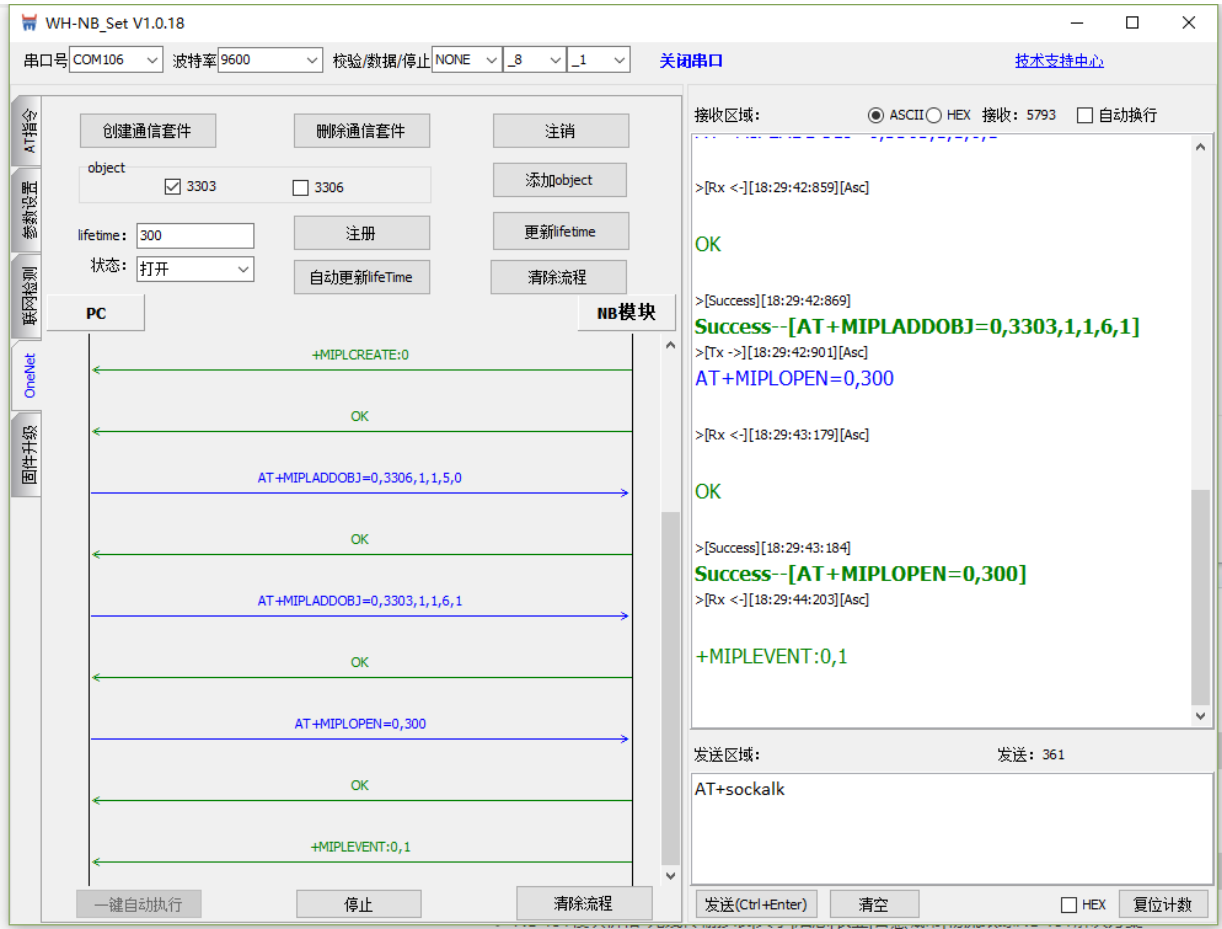 WH-NB_Set V1.0.18
串口号 COM106 波特率 9600 校验/数据/停止 NONE _8 _1 关闭串口 技术支持中心
AT指令
参数设置
联网检测
OneNet
固件升级
创建通信套件 删除通信套件 注销
object
3303 3306 添加object
lifetime: 300 注册 更新lifetime
状态: 打开 自动更新lifeTime 清除流程
PC NB模块
+MIPLCREATE:0
OK
AT+MIPLADDOBJ=0,3306,1,1,5,0
OK
AT+MIPLADDOBJ=0,3303,1,1,6,1
OK
AT+MIPLOPEN=0,300
OK
+MIPLEVENT:0,1
一键自动执行 停止 清除流程
接收区域: ASCII HEX 接收: 5793 自动换行
>[Rx <-][18:29:42:859][Asc]
OK
>[Success][18:29:42:869]
Success--[AT+MIPLADDOBJ=0,3303,1,1,6,1]
>[Tx ->][18:29:42:901][Asc]
AT+MIPLOPEN=0,300
>[Rx <-][18:29:43:179][Asc]
OK
>[Success][18:29:43:184]
Success--[AT+MIPLOPEN=0,300]
>[Rx <-][18:29:44:203][Asc]
+MIPLEVENT:0,1
发送区域: 发送: 361
AT+sockalk
发送(Ctrl+Enter) 清空 HEX 复位计数